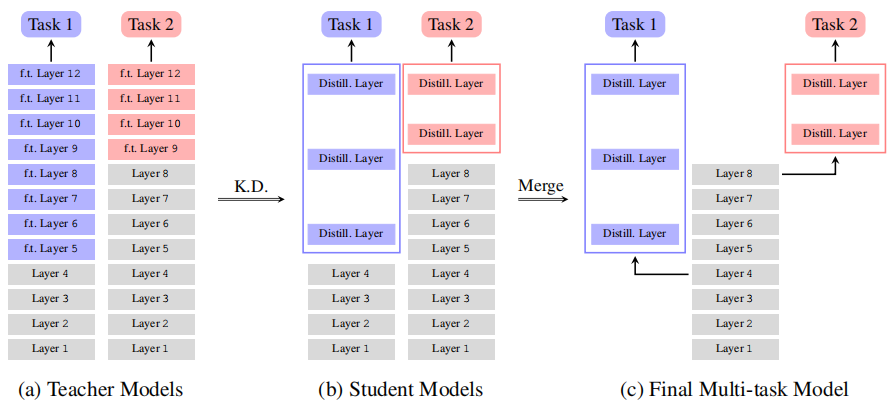 Task 1
Task 2
f.t. Layer 12
f.t. Layer 11
f.t. Layer 10
f.t. Layer 9
f.t. Layer 8
f.t. Layer 7
f.t. Layer 6
f.t. Layer 5
Layer 4
Layer 3
Layer 2
Layer 1
f.t. Layer 12
f.t. Layer 11
f.t. Layer 10
f.t. Layer 9
Layer 8
Layer 7
Layer 6
Layer 5
Layer 4
Layer 3
Layer 2
Layer 1
(a) Teacher Models
K.D.
Task 1
Task 2
Distill. Layer
Distill. Layer
Distill. Layer
Layer 4
Layer 3
Layer 2
Layer 1
Distill. Layer
Distill. Layer
Layer 8
Layer 7
Layer 6
Layer 5
Layer 4
Layer 3
Layer 2
Layer 1
(b) Student Models
Merge
Task 1
Task 2
Distill. Layer
Distill. Layer
Distill. Layer
Layer 8
Layer 7
Layer 6
Layer 5
Layer 4
Layer 3
Layer 2
Layer 1
Distill. Layer
Distill. Layer
(c) Final Multi-task Model